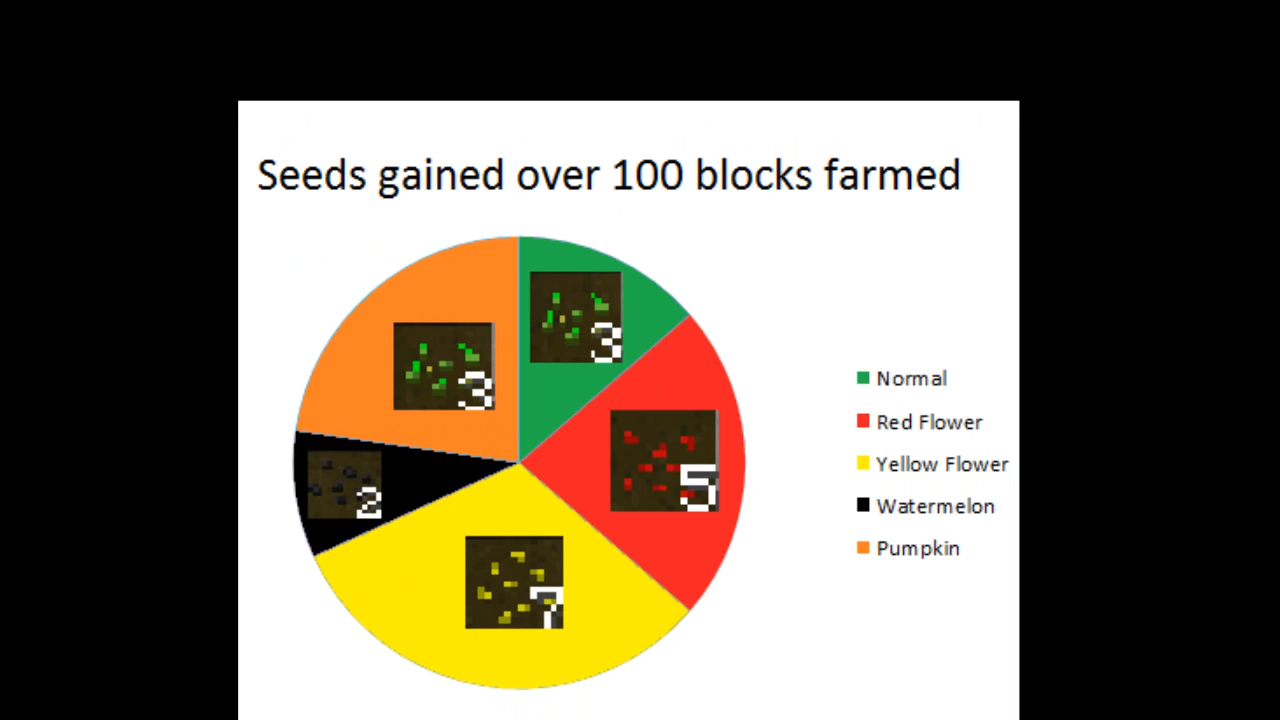 Seeds gained over 100 blocks farmed
3
3
5
2
7
Normal
Red Flower
Yellow Flower
Watermelon
Pumpkin